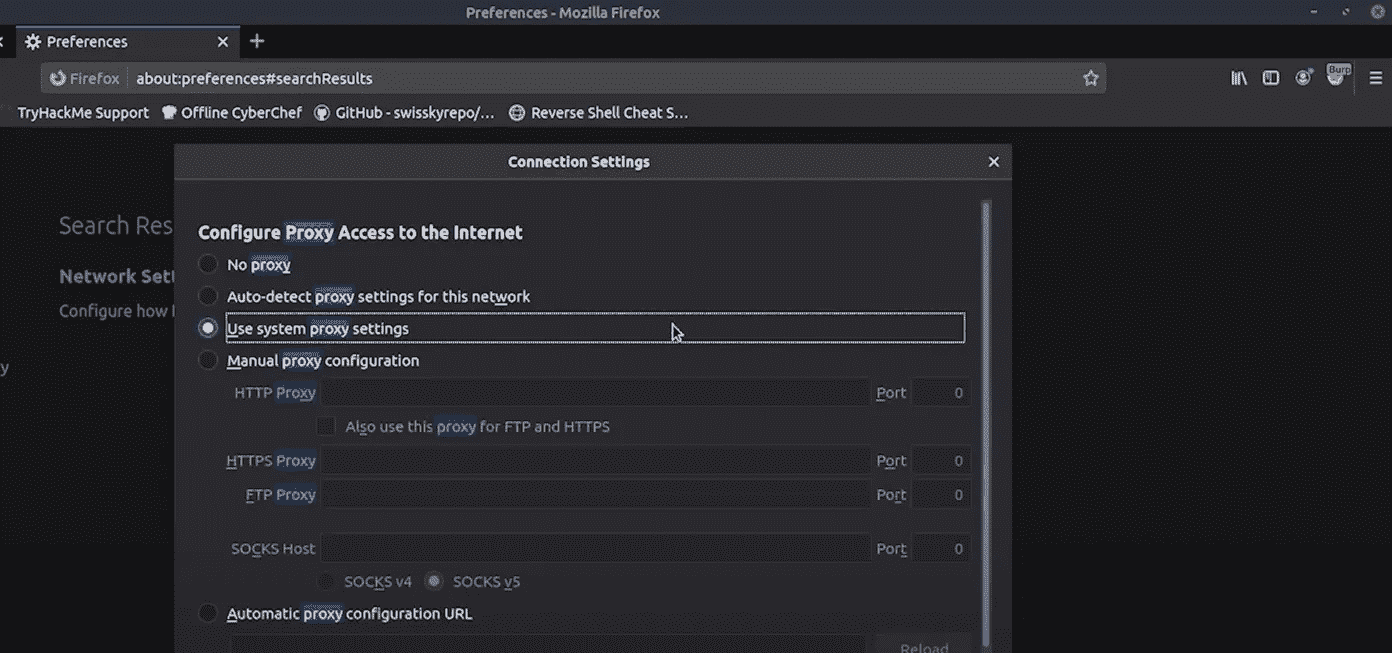 Preferences - Mozilla Firefox
Preferences
Firefox about:preferences#searchResults
Burp
TryHackMe Support Offline CyberChef GitHub - swisskyrepo/... Reverse Shell Cheat S...
Connection Settings
Search Res
Configure Proxy Access to the Internet
No proxy
Network Sett
Auto-detect proxy settings for this network
Configure how
Use system proxy settings
Manual proxy configuration
y
HTTP Proxy Port 0
Also use this proxy for FTP and HTTPS
HTTPS Proxy Port 0
FTP Proxy Port 0
SOCKS Host Port 0
SOCKS v4 SOCKS v5
Automatic proxy configuration URL
Reload